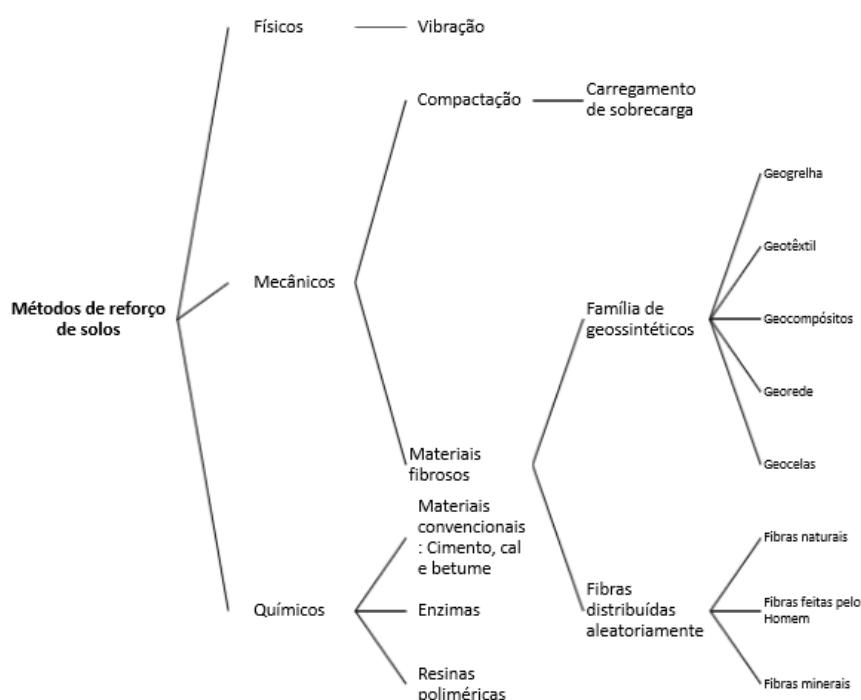 Métodos de reforço
de solos
Físicos
Vibração
Mecânicos
Compactação
Carregamento
de sobrecarga
Materiais
fibrosos
Família de
geossintéticos
Geogrelha
Geotêxtil
Geocompósitos
Georede
Geocelas
Fibras
distribuídas
aleatoriamente
Fibras naturais
Fibras feitas pelo
Homem
Fibras minerais
Químicos
Materiais
convencionais
: Cimento, cal
e betume
Enzimas
Resinas
poliméricas